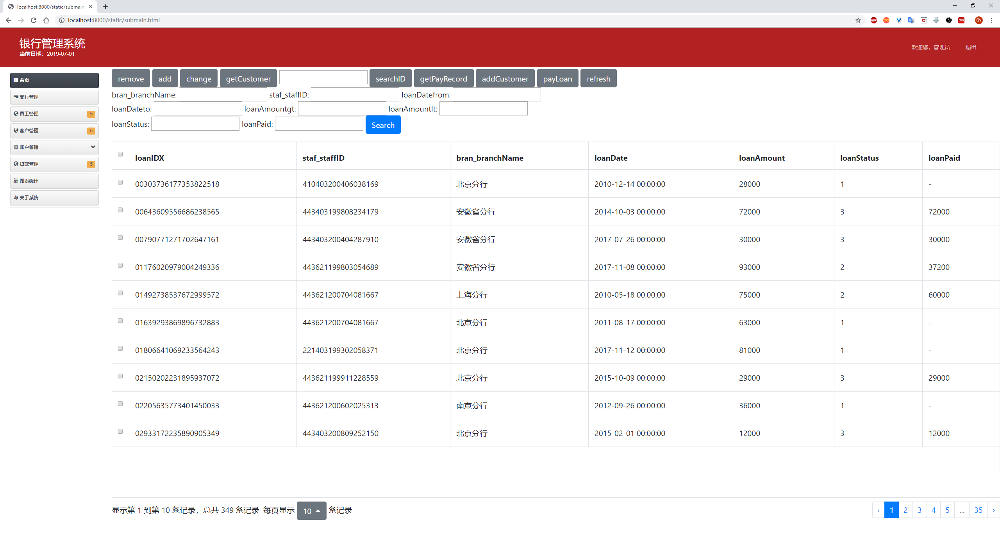 localhost:8000/static/submain.
localhost:8000/static/submain.html
ABP
CORS
Qy
银行管理系统
当前日期：2019-07-01
欢迎您，管理员 退出
首页
支行管理
员工管理 5
客户管理 5
账户管理
贷款管理 5
图表统计
关于系统
remove add change getCustomer searchID getPayRecord addCustomer payLoan refresh
bran_branchName: staf_staffID: loanDatefrom:
loanDateto: loanAmountgt: loanAmountlt:
loanStatus: loanPaid: Search
loanIDX staf_staffID bran_branchName loanDate loanAmount loanStatus loanPaid
00303736177353822518 410403200406038169 北京分行 2010-12-14 00:00:00 28000 1 -
00643609556686238565 443403199808234179 安徽省分行 2014-10-03 00:00:00 72000 3 72000
00790771271702647161 443403200404287910 安徽省分行 2017-07-26 00:00:00 30000 3 30000
01176020979004249336 443621199803054689 安徽省分行 2017-11-08 00:00:00 93000 2 37200
01492738537672999572 443621200704081667 上海分行 2010-05-18 00:00:00 75000 2 60000
01639293869896732883 443621200704081667 北京分行 2011-08-17 00:00:00 63000 1 -
01806641069233564243 221403199302058371 北京分行 2017-11-12 00:00:00 81000 1 -
02150202231895937072 443621199911228559 北京分行 2015-10-09 00:00:00 29000 3 29000
02205635773401450033 443621200602025313 南京分行 2012-09-26 00:00:00 36000 1 -
02933172235890905349 443403200809252150 北京分行 2015-02-01 00:00:00 12000 3 12000
显示第 1 到第 10 条记录，总共 349 条记录 每页显示 10 条记录
‹ 1 2 3 4 5 ... 35 ›